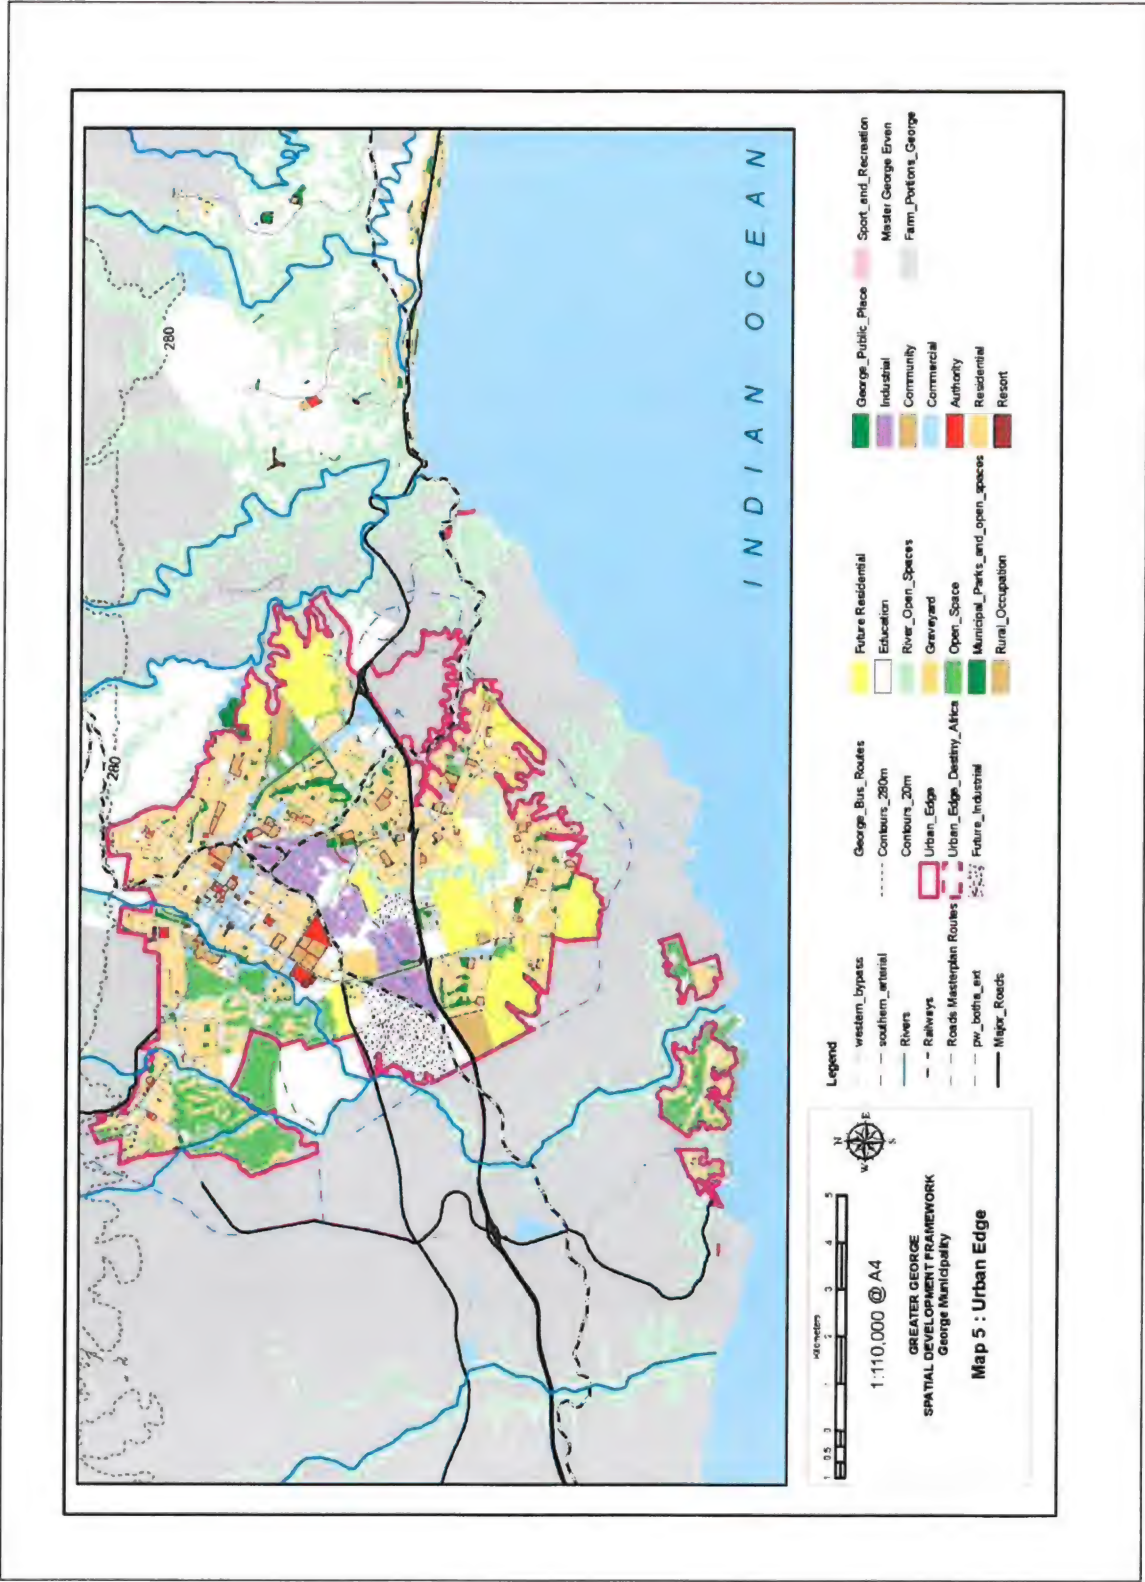 280
280
INDIAN OCEAN
Kilometers
1 0.5 0 1 2 3 4 5
N
W E
S
1:110,000 @ A4
GREATER GEORGE
SPATIAL DEVELOPMENT FRAMEWORK
George Municipality
Map 5 : Urban Edge
Legend
western_bypass
southern_arterial
Rivers
Railways
Roads Masterplan Routes
pw_botha_ext
Major_Roads
George_Bus_Routes
Contours_280m
Contours_20m
Urban_Edge
Urban_Edge_Destiny_Africa
Future_Industrial
Future Residential
Education
River_Open_Spaces
Graveyard
Open_Space
Municipal_Parks_and_open_spaces
Rural_Occupation
George_Public_Place
Industrial
Community
Commercial
Authority
Residential
Resort
Sport_and_Recreation
Master George Erven
Farm_Portions_George